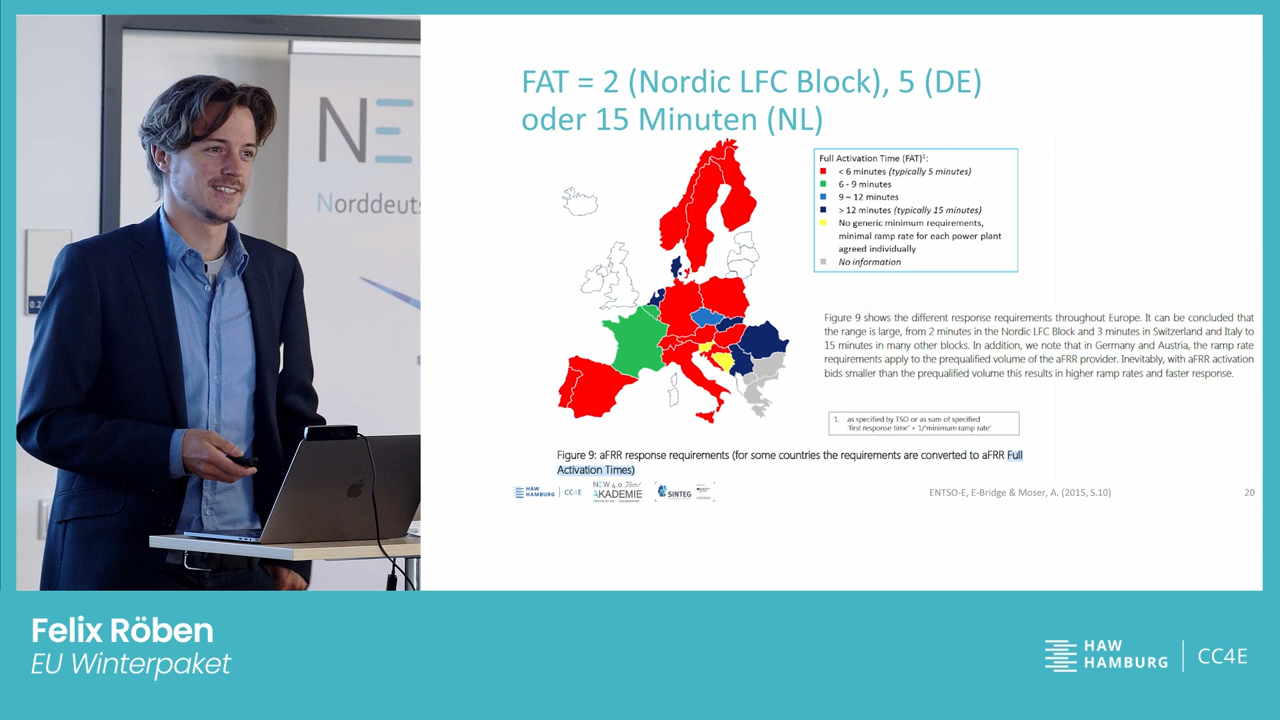 NE
Norddeuts
0.2
FAT = 2 (Nordic LFC Block), 5 (DE)
oder 15 Minuten (NL)
Full Activation Time (FAT)¹:
< 6 minutes (typically 5 minutes)
6 - 9 minutes
9 – 12 minutes
> 12 minutes (typically 15 minutes)
No generic minimum requirements,
minimal ramp rate for each power plant
agreed individually
No information
Figure 9 shows the different response requirements throughout Europe. It can be concluded that
the range is large, from 2 minutes in the Nordic LFC Block and 3 minutes in Switzerland and Italy to
15 minutes in many other blocks. In addition, we note that in Germany and Austria, the ramp rate
requirements apply to the prequalified volume of the aFRR provider. Inevitably, with aFRR activation
bids smaller than the prequalified volume this results in higher ramp rates and faster response.
1. as specified by TSO or as sum of specified
'first response time' + 1/'minimum ramp rate'
Figure 9: aFRR response requirements (for some countries the requirements are converted to aFRR Full
Activation Times)
HAW HAMBURG CC4E
NEW 4.0
AKADEMIE
SINTEG
ENTSO-E, E-Bridge & Moser, A. (2015, S.10)
20
Felix Röben
EU Winterpaket
HAW
HAMBURG
CC4E